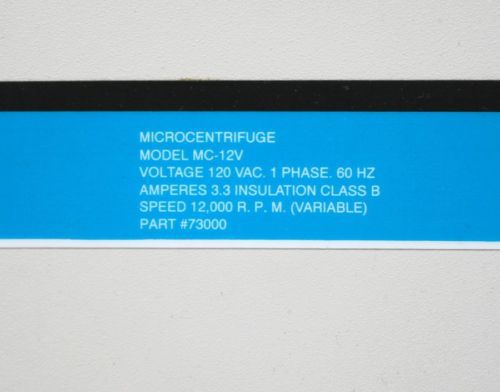 MICROCENTRIFUGE
MODEL MC-12V
VOLTAGE 120 VAC. 1 PHASE. 60 HZ
AMPERES 3.3 INSULATION CLASS B
SPEED 12,000 R. P. M. (VARIABLE)
PART #73000